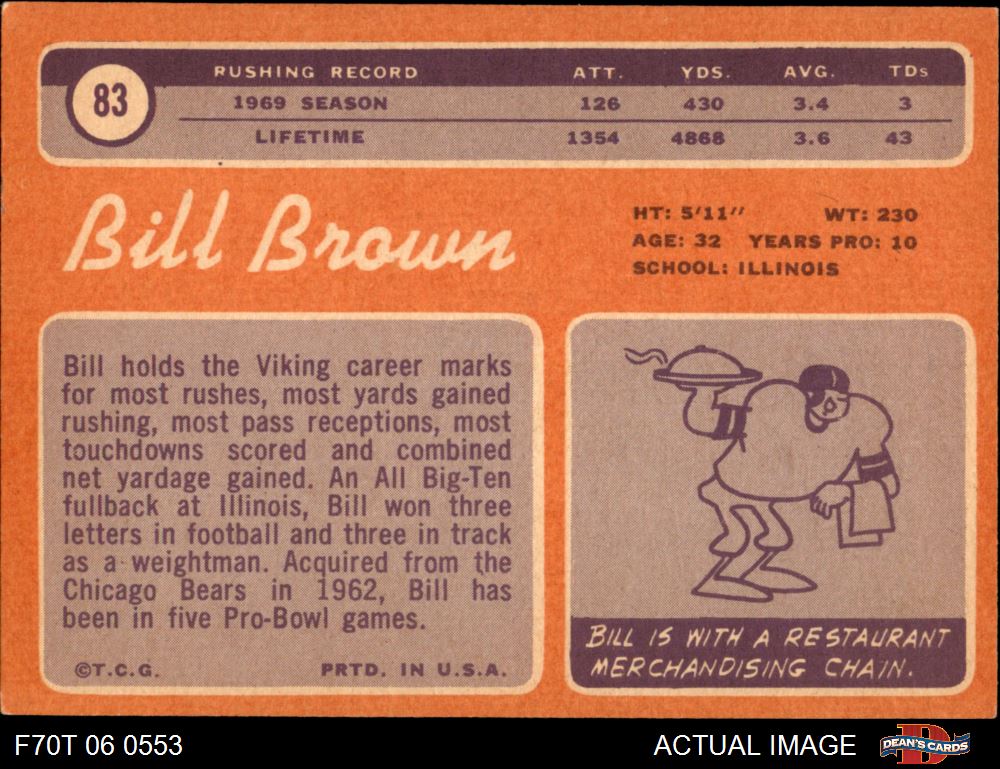 83
RUSHING RECORD ATT. YDS. AVG. TDs
1969 SEASON 126 430 3.4 3
LIFETIME 1354 4868 3.6 43
Bill Brown
HT: 5'11" WT: 230
AGE: 32 YEARS PRO: 10
SCHOOL: ILLINOIS
Bill holds the Viking career marks
for most rushes, most yards gained
rushing, most pass receptions, most
touchdowns scored and combined
net yardage gained. An All Big-Ten
fullback at Illinois, Bill won three
letters in football and three in track
as a weightman. Acquired from the
Chicago Bears in 1962, Bill has
been in five Pro-Bowl games.
©T.C.G. PRTD. IN U.S.A.
BILL IS WITH A RESTAURANT
MERCHANDISING CHAIN.
F70T 06 0553 ACTUAL IMAGE
D
DEAN'S CARDS